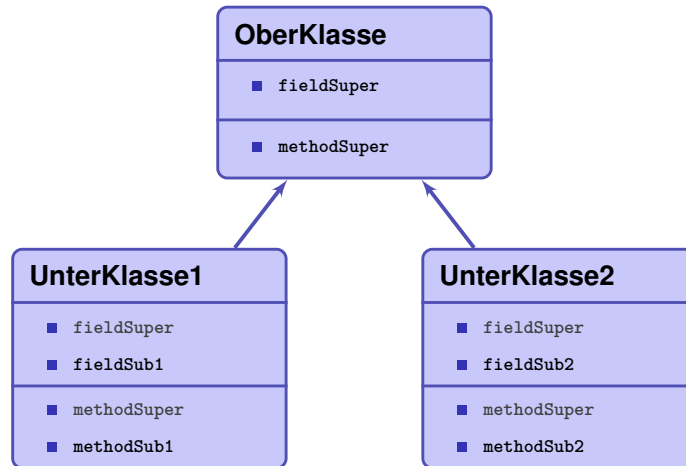 OberKlasse
fieldSuper
methodSuper
UnterKlasse1
fieldSuper
fieldSub1
methodSuper
methodSub1
UnterKlasse2
fieldSuper
fieldSub2
methodSuper
methodSub2